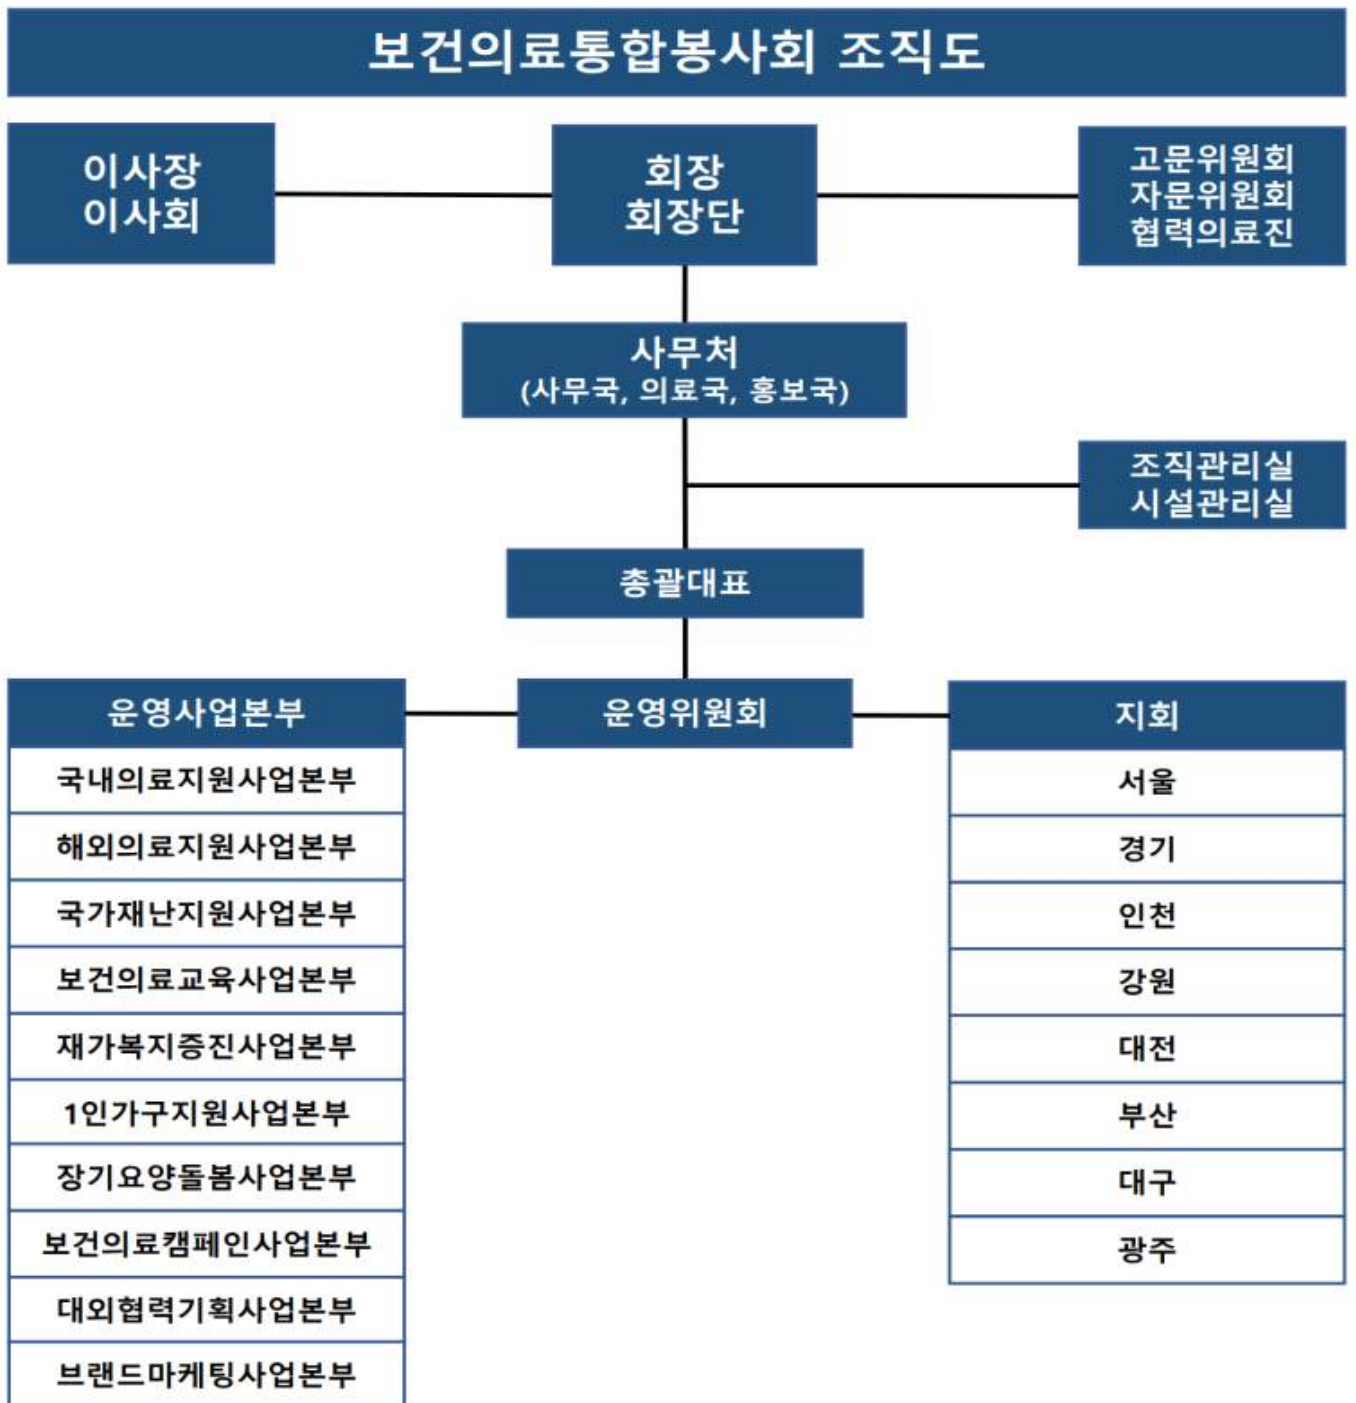 보건의료통합봉사회 조직도
이사장
이사회
회장
회장단
고문위원회
자문위원회
협력의료진
사무처
(사무국, 의료국, 홍보국)
조직관리실
시설관리실
총괄대표
운영사업본부
국내의료지원사업본부
해외의료지원사업본부
국가재난지원사업본부
보건의료교육사업본부
재가복지증진사업본부
1인가구지원사업본부
장기요양돌봄사업본부
보건의료캠페인사업본부
대외협력기획사업본부
브랜드마케팅사업본부
운영위원회
지회
서울
경기
인천
강원
대전
부산
대구
광주